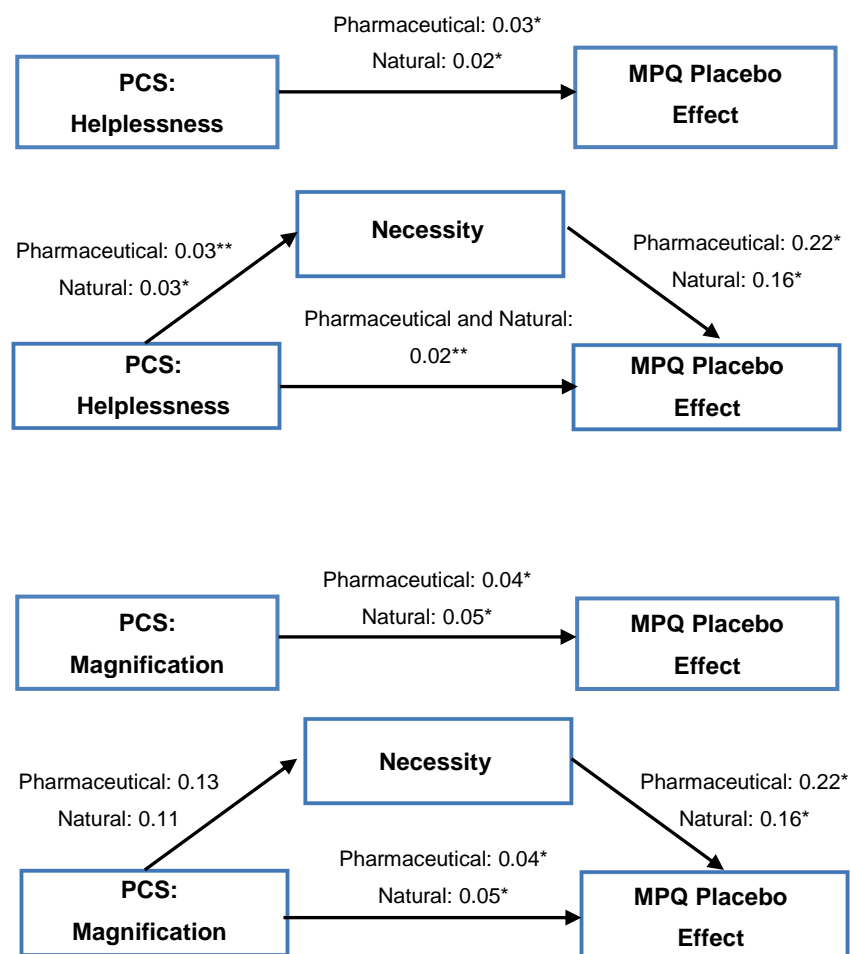 Pharmaceutical: 0.03*
Natural: 0.02*
PCS:
Helplessness
MPQ Placebo
Effect
Necessity
Pharmaceutical: 0.03**
Natural: 0.03*
Pharmaceutical: 0.22*
Natural: 0.16*
Pharmaceutical and Natural:
0.02**
PCS:
Helplessness
MPQ Placebo
Effect
Pharmaceutical: 0.04*
Natural: 0.05*
PCS:
Magnification
MPQ Placebo
Effect
Necessity
Pharmaceutical: 0.13
Natural: 0.11
Pharmaceutical: 0.22*
Natural: 0.16*
Pharmaceutical: 0.04*
Natural: 0.05*
PCS:
Magnification
MPQ Placebo
Effect